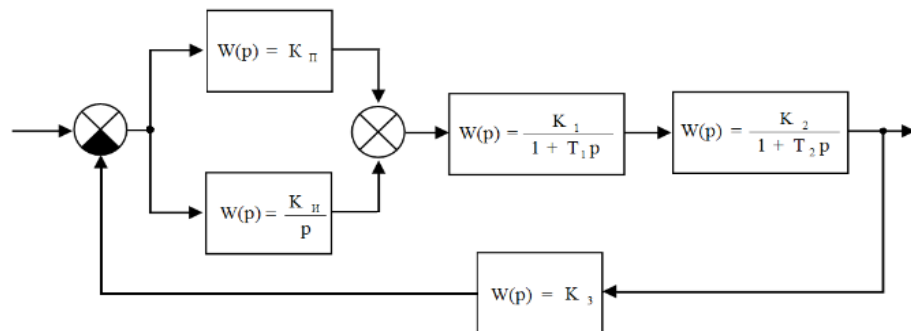 W(p) = K П
W(p) = K 1 / 1 + T 1 p
W(p) = K 2 / 1 + T 2 p
W(p) = K И / p
W(p) = K 3